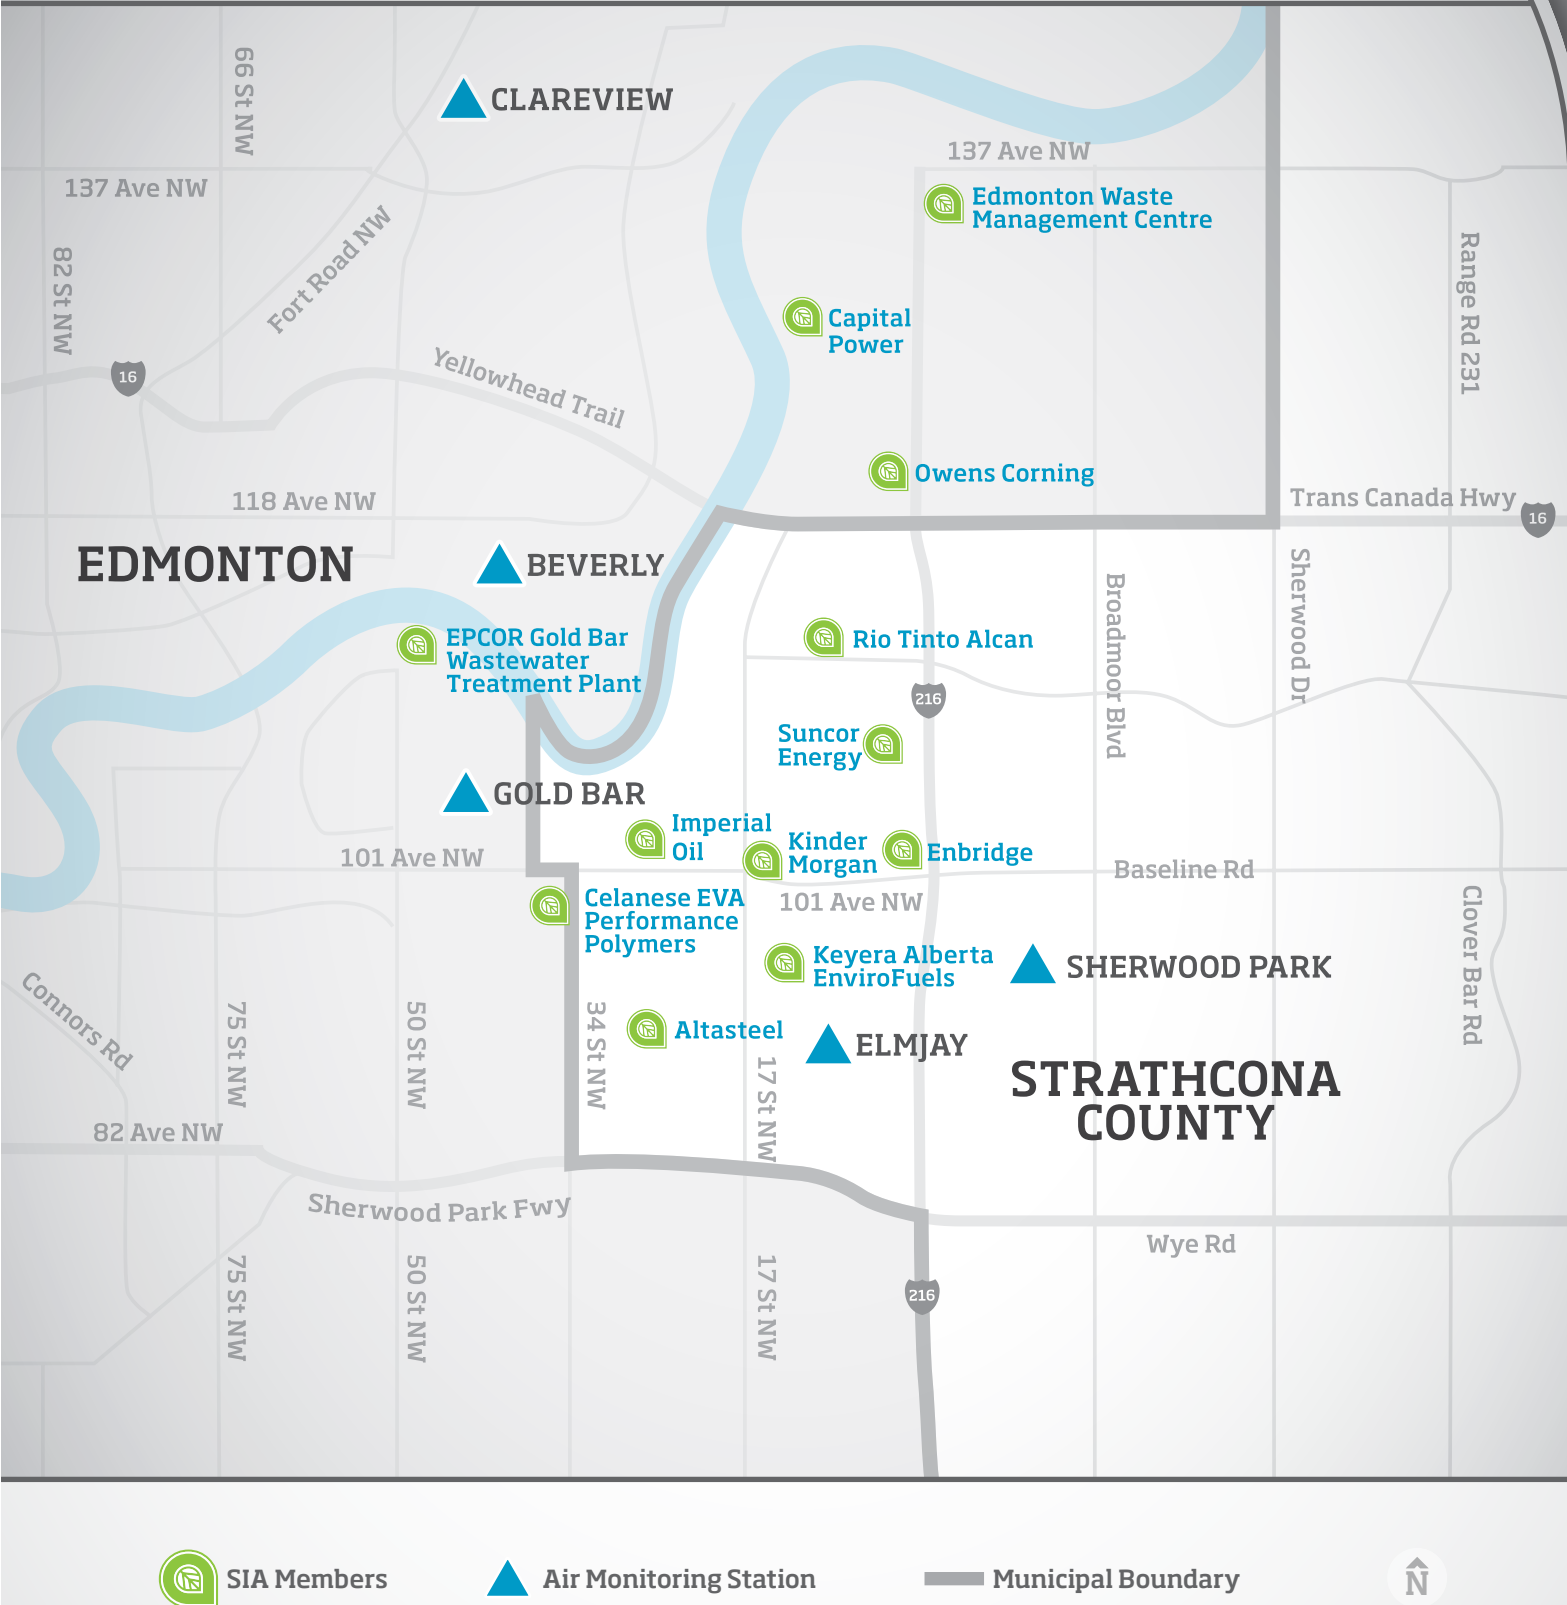 66 St NW
CLAREVIEW
137 Ave NW
137 Ave NW
Edmonton Waste
Management Centre
Fort Road NW
82 St NW
Range Rd 231
Capital
Power
16
Yellowhead Trail
Owens Corning
118 Ave NW
Trans Canada Hwy
16
EDMONTON
BEVERLY
Sherwood Dr
Broadmoor Blvd
EPCOR Gold Bar
Wastewater
Treatment Plant
Rio Tinto Alcan
216
Suncor
Energy
GOLD BAR
Imperial
Oil
Kinder
Morgan
Enbridge
101 Ave NW
Baseline Rd
Celanese EVA
Performance
Polymers
101 Ave NW
Clover Bar Rd
Keyera Alberta
EnviroFuels
SHERWOOD PARK
Connors Rd
75 St NW
50 St NW
34 St NW
Altasteel
ELMJAY
17 St NW
STRATHCONA
COUNTY
82 Ave NW
Sherwood Park Fwy
Wye Rd
75 St NW
50 St NW
17 St NW
216
SIA Members
Air Monitoring Station
Municipal Boundary
N